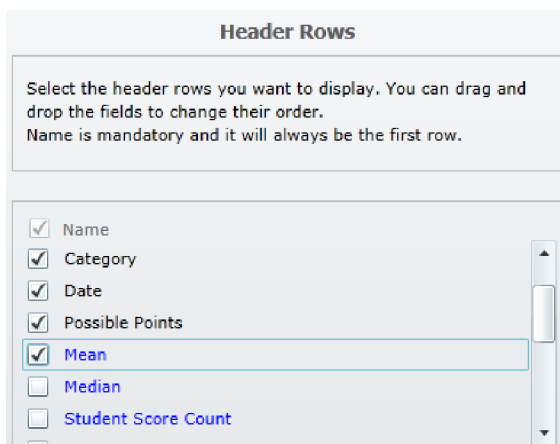 Header Rows
Select the header rows you want to display. You can drag and
drop the fields to change their order.
Name is mandatory and it will always be the first row.
Name
Category
Date
Possible Points
Mean
Median
Student Score Count